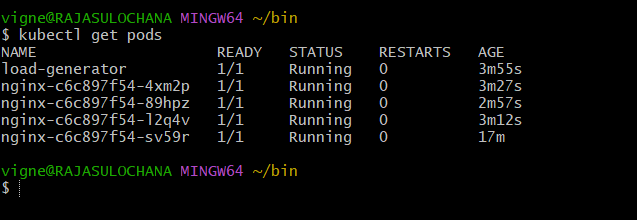 vigne@RAJASULOCHANA MINGW64 ~/bin
$ kubectl get pods
NAME READY STATUS RESTARTS AGE
load-generator 1/1 Running 0 3m55s
nginx-c6c897f54-4xm2p 1/1 Running 0 3m27s
nginx-c6c897f54-89hpz 1/1 Running 0 2m57s
nginx-c6c897f54-l2q4v 1/1 Running 0 3m12s
nginx-c6c897f54-sv59r 1/1 Running 0 17m
vigne@RAJASULOCHANA MINGW64 ~/bin
$